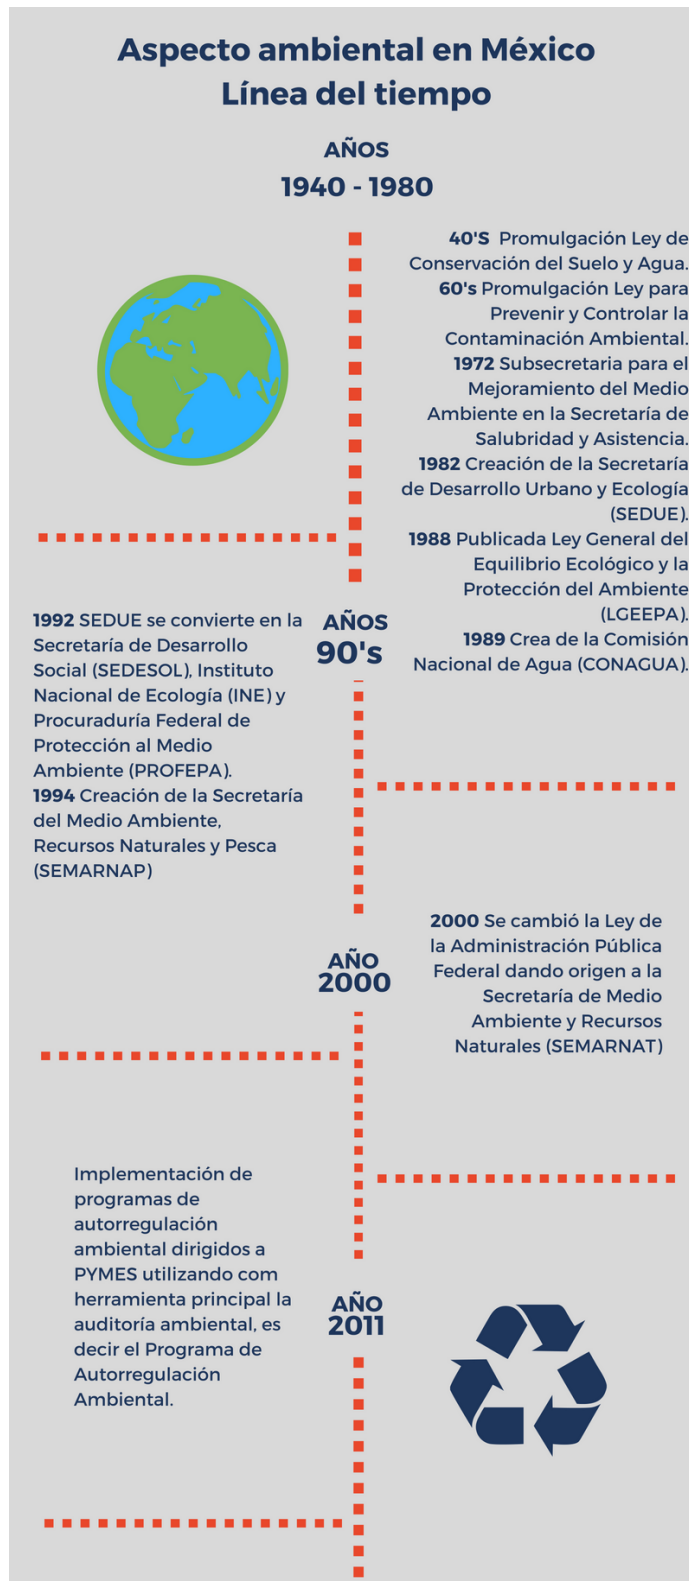 Aspecto ambiental en México
Línea del tiempo
AÑOS
1940 - 1980
40'S Promulgación Ley de
Conservación del Suelo y Agua.
60's Promulgación Ley para
Prevenir y Controlar la
Contaminación Ambiental.
1972 Subsecretaria para el
Mejoramiento del Medio
Ambiente en la Secretaría de
Salubridad y Asistencia.
1982 Creación de la Secretaría
de Desarrollo Urbano y Ecología
(SEDUE).
1988 Publicada Ley General del
Equilibrio Ecológico y la
Protección del Ambiente
(LGEEPA).
1989 Crea de la Comisión
Nacional de Agua (CONAGUA).
AÑOS
90's
1992 SEDUE se convierte en la
Secretaría de Desarrollo
Social (SEDESOL), Instituto
Nacional de Ecología (INE) y
Procuraduría Federal de
Protección al Medio
Ambiente (PROFEPA).
1994 Creación de la Secretaría
del Medio Ambiente,
Recursos Naturales y Pesca
(SEMARNAP)
AÑO
2000
2000 Se cambió la Ley de
la Administración Pública
Federal dando origen a la
Secretaría de Medio
Ambiente y Recursos
Naturales (SEMARNAT)
AÑO
2011
Implementación de
programas de
autorregulación
ambiental dirigidos a
PYMES utilizando com
herramienta principal la
auditoría ambiental, es
decir el Programa de
Autorregulación
Ambiental.